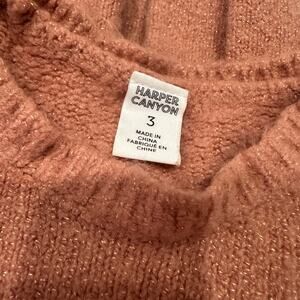 HARPER
CANYON
3
MADE IN
CHINA
FABRIQUÉ EN
CHINE